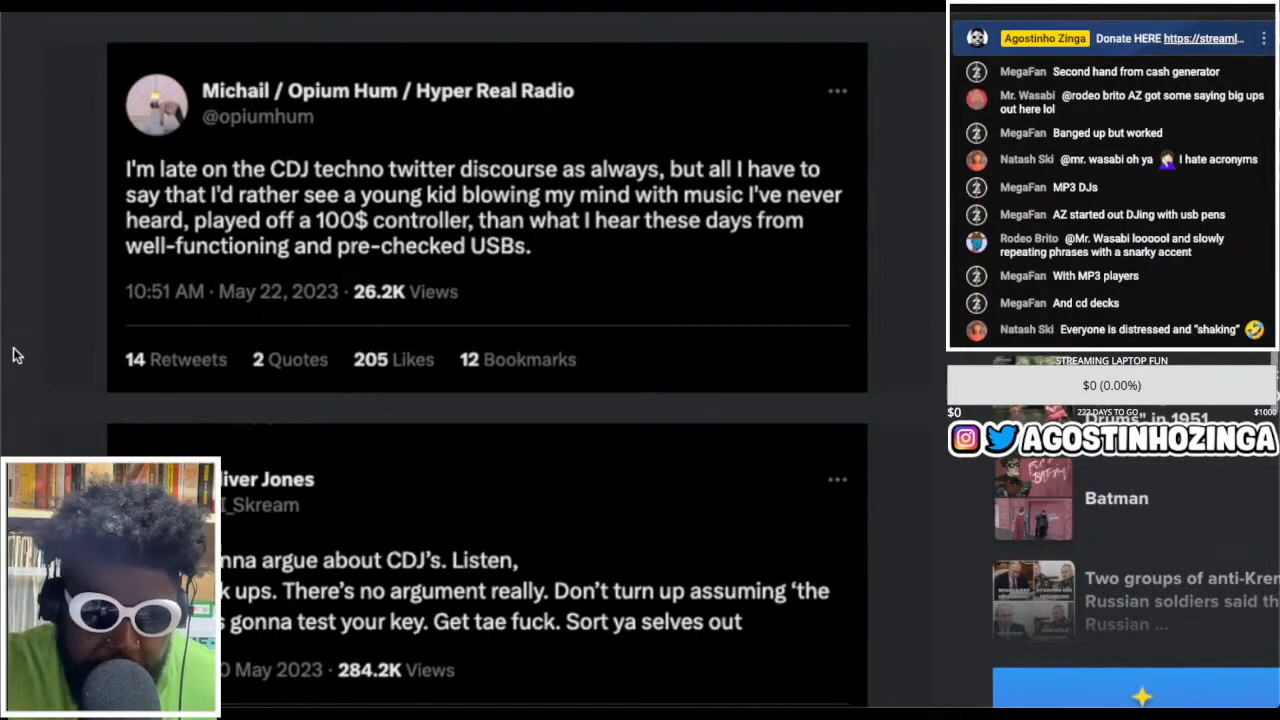 Michail / Opium Hum / Hyper Real Radio
@opiumhum
I'm late on the CDJ techno twitter discourse as always, but all I have to
say that I'd rather see a young kid blowing my mind with music I've never
heard, played off a 100$ controller, than what I hear these days from
well-functioning and pre-checked USBs.
10:51 AM · May 22, 2023 · 26.2K Views
14 Retweets 2 Quotes 205 Likes 12 Bookmarks
iver Jones
_Skream
nna argue about CDJ's. Listen,
k ups. There's no argument really. Don't turn up assuming ‘the
gonna test your key. Get tae fuck. Sort ya selves out
0 May 2023 · 284.2K Views
Agostinho Zinga Donate HERE https://streaml...
MegaFan Second hand from cash generator
Mr. Wasabi @rodeo brito AZ got some saying big ups
out here lol
MegaFan Banged up but worked
Natash Ski @mr. wasabi oh ya 🤦🏻‍♀️ I hate acronyms
MegaFan MP3 DJs
MegaFan AZ started out DJing with usb pens
Rodeo Brito @Mr. Wasabi loooool and slowly
repeating phrases with a snarky accent
MegaFan With MP3 players
MegaFan And cd decks
Natash Ski Everyone is distressed and “shaking” 🤣
STREAMING LAPTOP FUN
$0 (0.00%)
$0 222 DAYS TO GO $1000
Drums" in 1951
AGOSTINHOZINGA
Batman
Two groups of anti-Kren
Russian soldiers said th
Russian ...